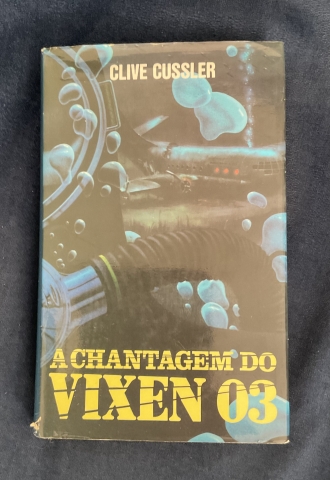 CLIVE CUSSLER
A CHANTAGEM DO
VIXEN 03